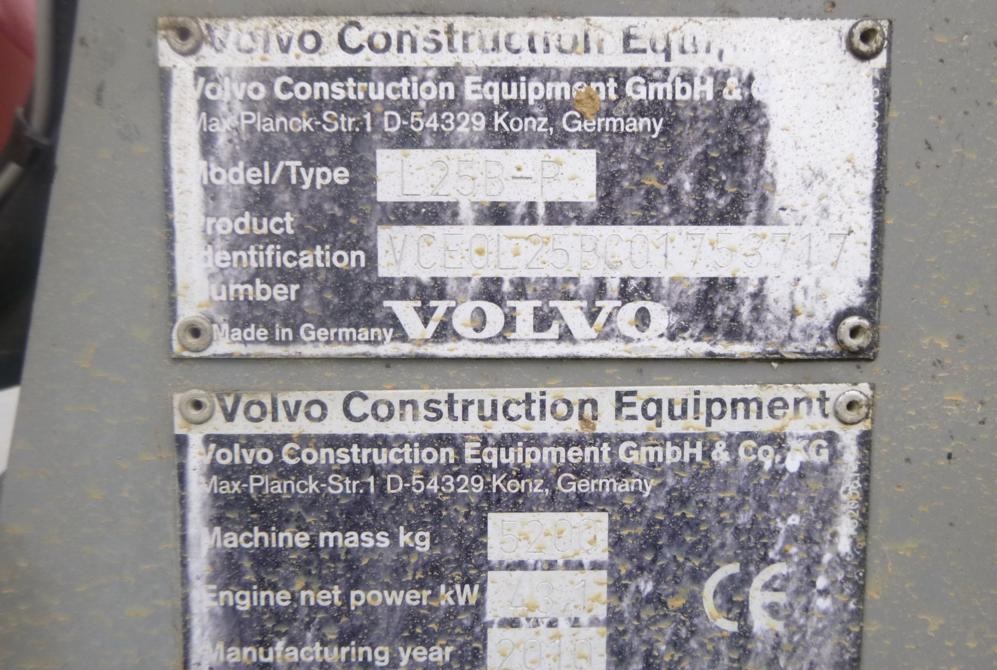 Volvo Construction
Volvo Construction Equipment GmbH &
Max-Planck-Str.1 D-54329 Konz, Germany
Model/Type L25B-P
Product
Identification VCE0L25BC01753717
Number
Made in Germany VOLVO
Volvo Construction Equipment
Volvo Construction Equipment GmbH & Co. KG
Max-Planck-Str.1 D-54329 Konz, Germany
Machine mass kg 5200
Engine net power kW
CE
Manufacturing year